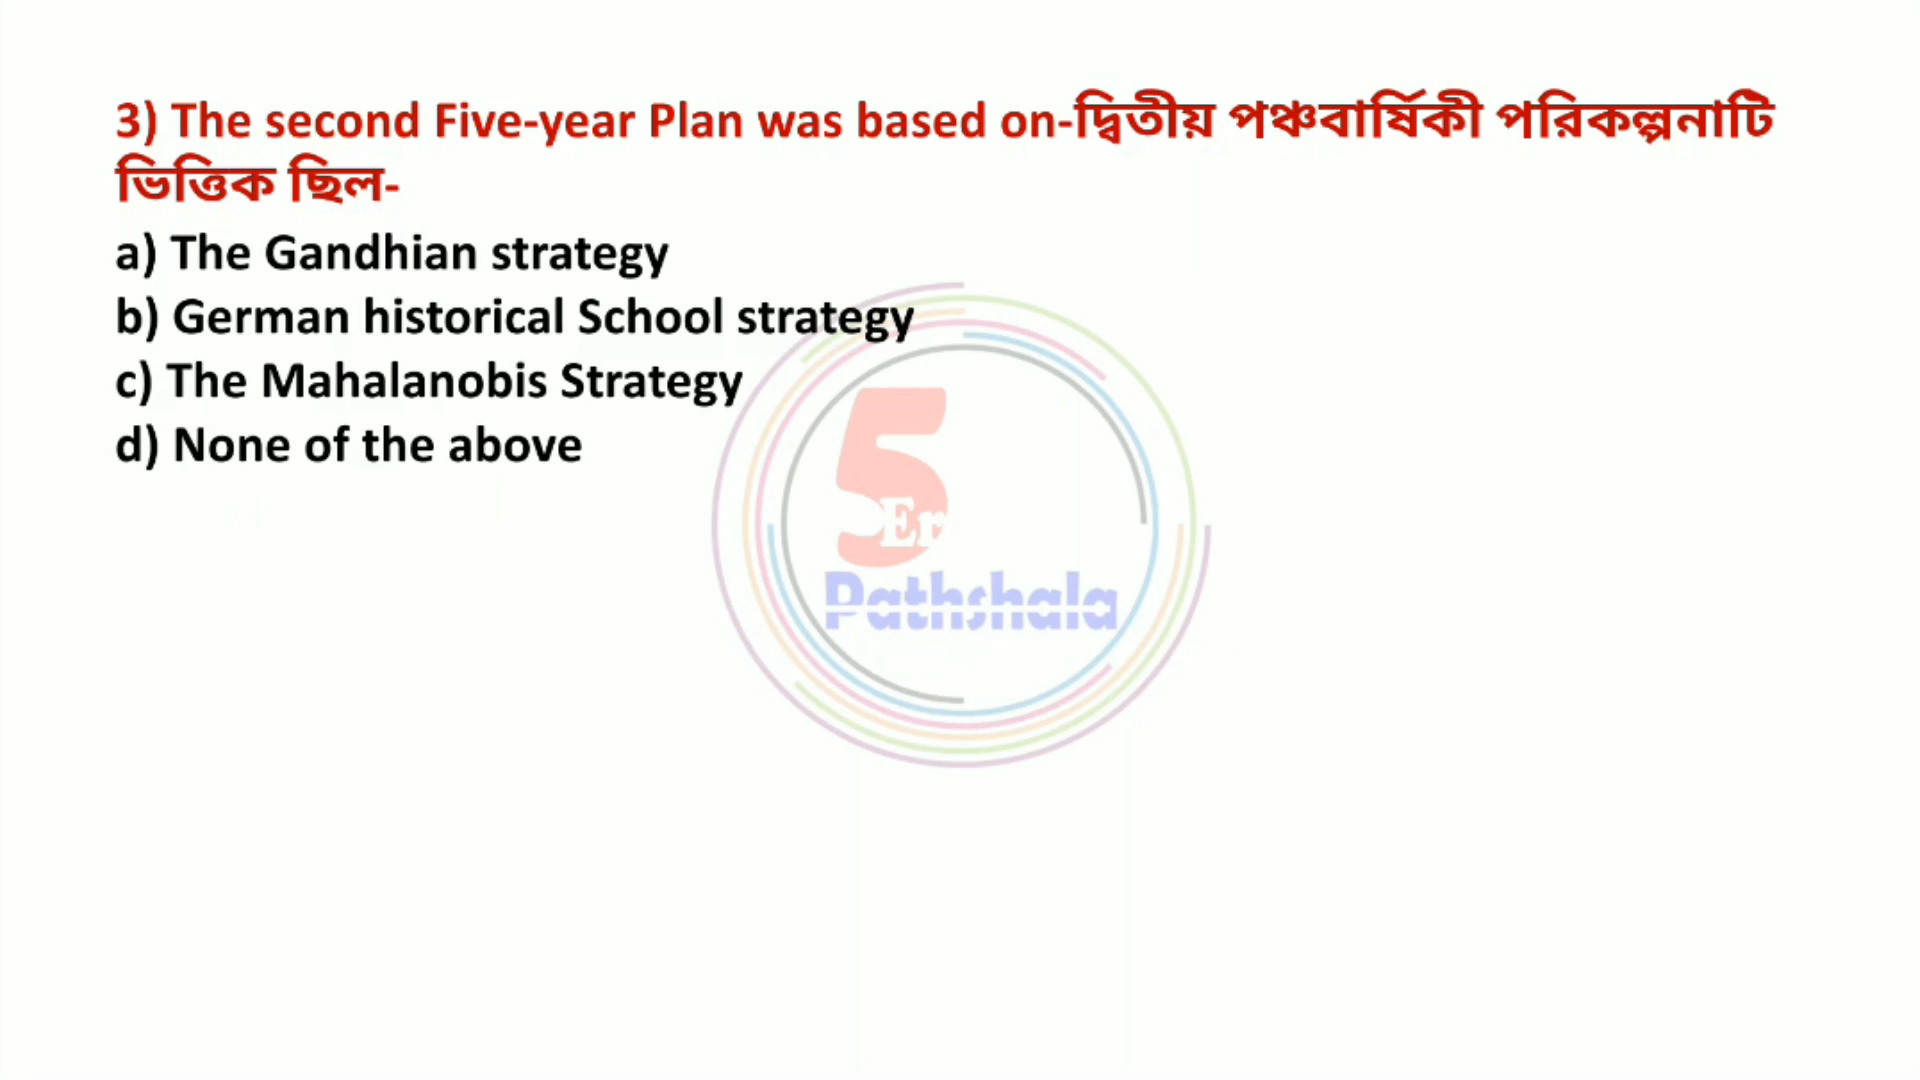 3) The second Five-year Plan was based on-দ্বিতীয় পঞ্চবার্ষিকী পরিকল্পনাটি
ভিত্তিক ছিল-
a) The Gandhian strategy
b) German historical School strategy
c) The Mahalanobis Strategy
d) None of the above
5
Er
Pathshala